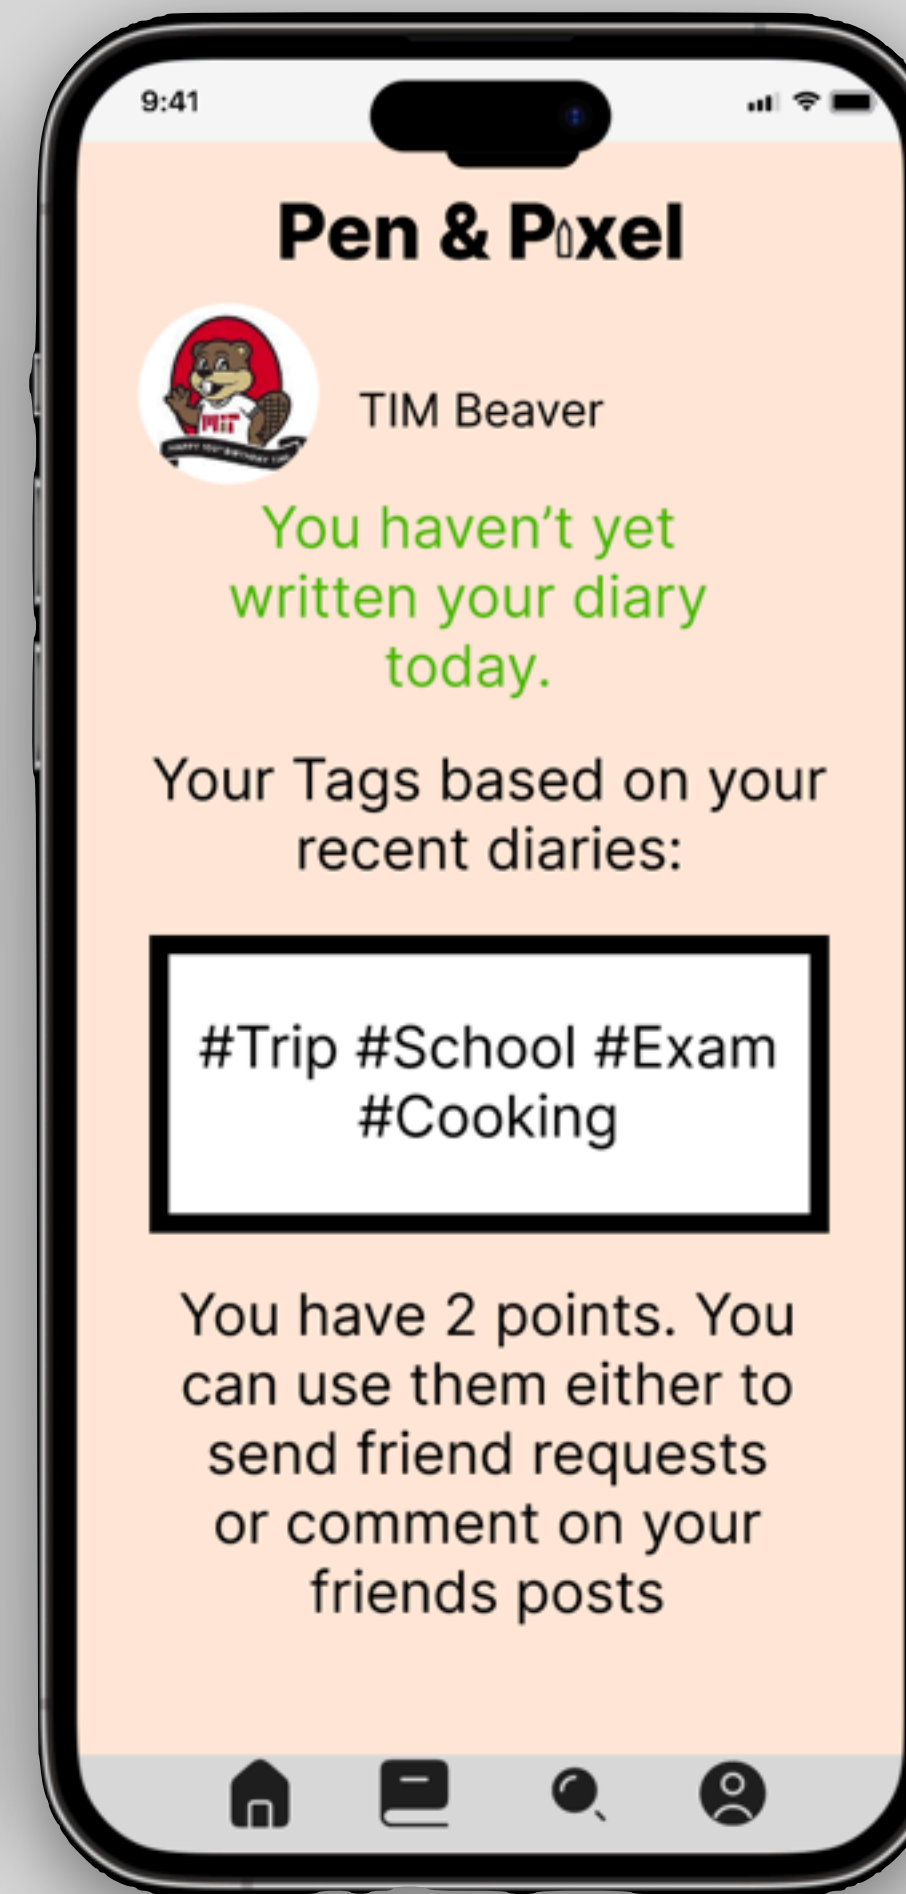 9:41
Pen & Pixel
MIT
TIM Beaver
You haven’t yet
written your diary
today.
Your Tags based on your
recent diaries:
#Trip #School #Exam
#Cooking
You have 2 points. You
can use them either to
send friend requests
or comment on your
friends posts